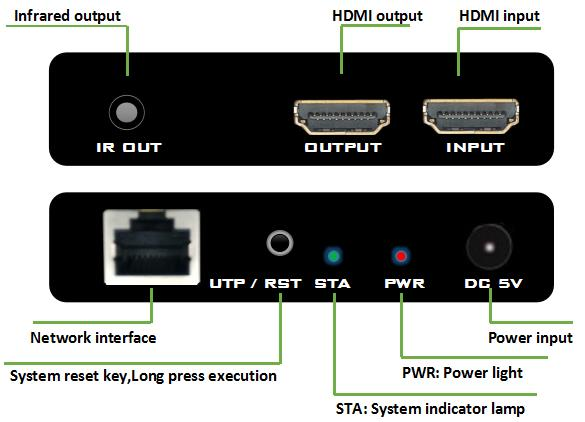 Infrared output HDMI output HDMI input
IR OUT OUTPUT INPUT
UTP / RST STA PWR DC 5V
Network interface Power input
System reset key,Long press execution PWR: Power light
STA: System indicator lamp